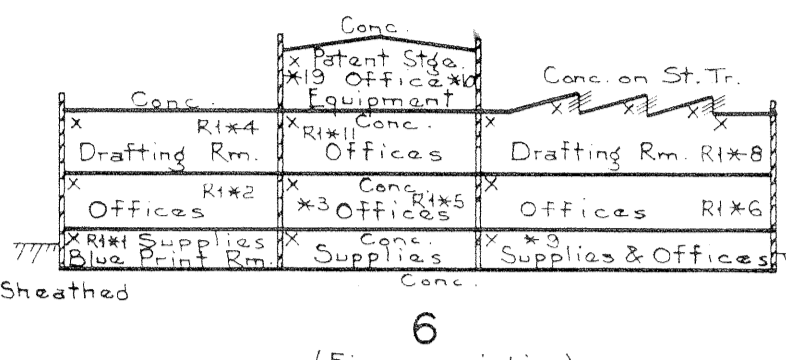 Conc.
× Patent Stge.
*19 Office *10
Equipment
Conc. on St. Tr.
Conc.
× R1*4
Drafting Rm.
× Conc.
R1*11
Offices
×
Drafting Rm. R1*8
× R1*2
Offices
× Conc.
*3 Offices R1*5
×
Offices R1*6
× R1*1 Supplies
Blue Print Rm.
× Conc.
Supplies
× *9
Supplies & Offices
Sheathed
Conc.
6